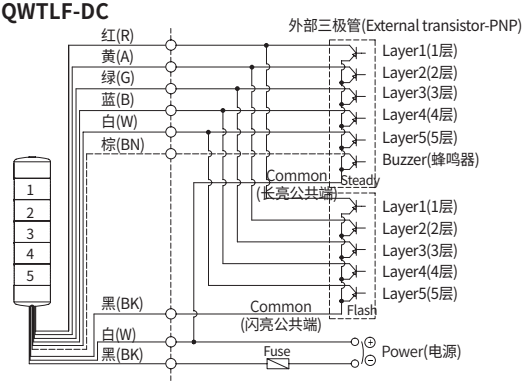 QWTLF-DC
外部三极管(External transistor-PNP)
红(R)
黄(A)
绿(G)
蓝(B)
白(W)
棕(BN)
Layer1(1层)
Layer2(2层)
Layer3(3层)
Layer4(4层)
Layer5(5层)
Buzzer(蜂鸣器)
Common
(长亮公共端)
Steady
1
2
3
4
5
Layer1(1层)
Layer2(2层)
Layer3(3层)
Layer4(4层)
Layer5(5层)
黑(BK)
Common
(闪亮公共端)
Flash
白(W)
黑(BK)
Fuse
Power(电源)